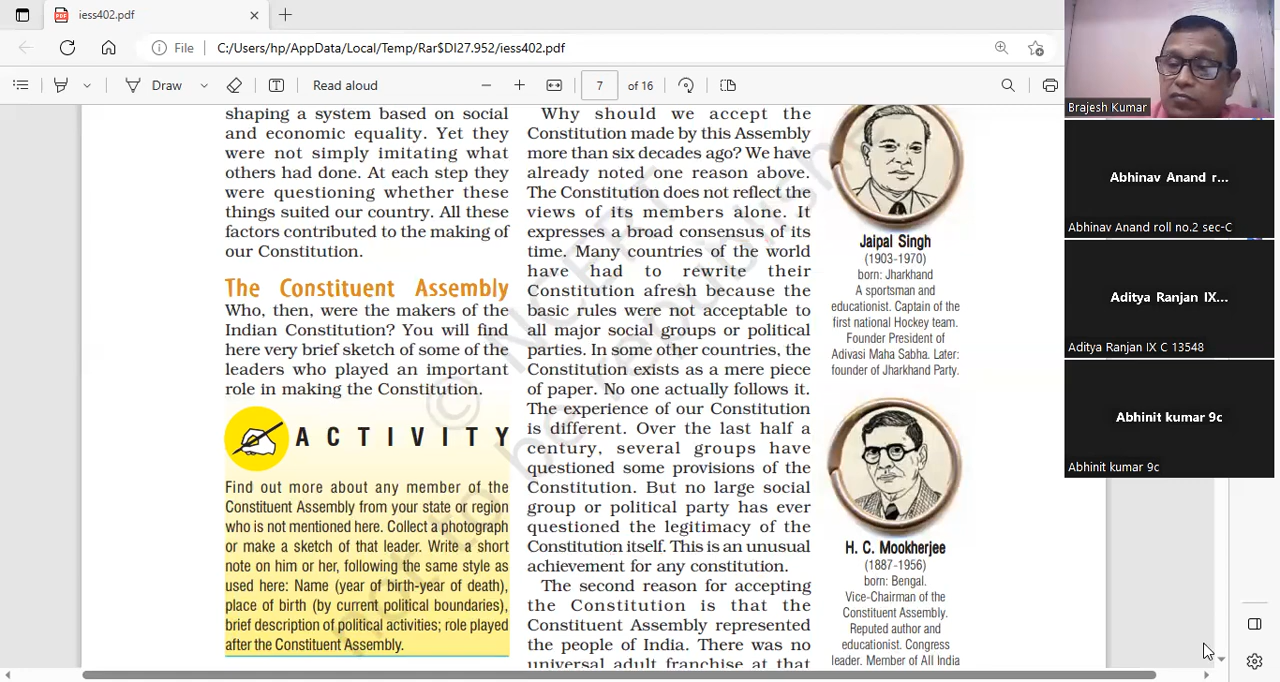 iess402.pdf
File
C:/Users/hp/AppData/Local/Temp/Rar$DI27.952/iess402.pdf
Draw
Read aloud
7
of 16
shaping a system based on social
and economic equality. Yet they
were not simply imitating what
others had done. At each step they
were questioning whether these
things suited our country. All these
factors contributed to the making of
our Constitution.
The Constituent Assembly
Who, then, were the makers of the
Indian Constitution? You will find
here very brief sketch of some of the
leaders who played an important
role in making the Constitution.
ACTIVITY
Find out more about any member of the
Constituent Assembly from your state or region
who is not mentioned here. Collect a photograph
or make a sketch of that leader. Write a short
note on him or her, following the same style as
used here: Name (year of birth-year of death),
place of birth (by current political boundaries),
brief description of political activities; role played
after the Constituent Assembly.
Why should we accept the
Constitution made by this Assembly
more than six decades ago? We have
already noted one reason above.
The Constitution does not reflect the
views of its members alone. It
expresses a broad consensus of its
time. Many countries of the world
have had to rewrite their
Constitution afresh because the
basic rules were not acceptable to
all major social groups or political
parties. In some other countries, the
Constitution exists as a mere piece
of paper. No one actually follows it.
The experience of our Constitution
is different. Over the last half a
century, several groups have
questioned some provisions of the
Constitution. But no large social
group or political party has ever
questioned the legitimacy of the
Constitution itself. This is an unusual
achievement for any constitution.
The second reason for accepting
the Constitution is that the
Constituent Assembly represented
the people of India. There was no
universal adult franchise at that
Jaipal Singh
(1903-1970)
born: Jharkhand
A sportsman and
educationist. Captain of the
first national Hockey team.
Founder President of
Adivasi Maha Sabha. Later:
founder of Jharkhand Party.
H. C. Mookherjee
(1887-1956)
born: Bengal.
Vice-Chairman of the
Constituent Assembly.
Reputed author and
educationist. Congress
leader. Member of All India
© NCERT
not to be republish
Brajesh Kumar
Abhinav Anand r...
Abhinav Anand roll no.2 sec-C
Aditya Ranjan IX...
Aditya Ranjan IX C 13548
Abhinit kumar 9c
Abhinit kumar 9c